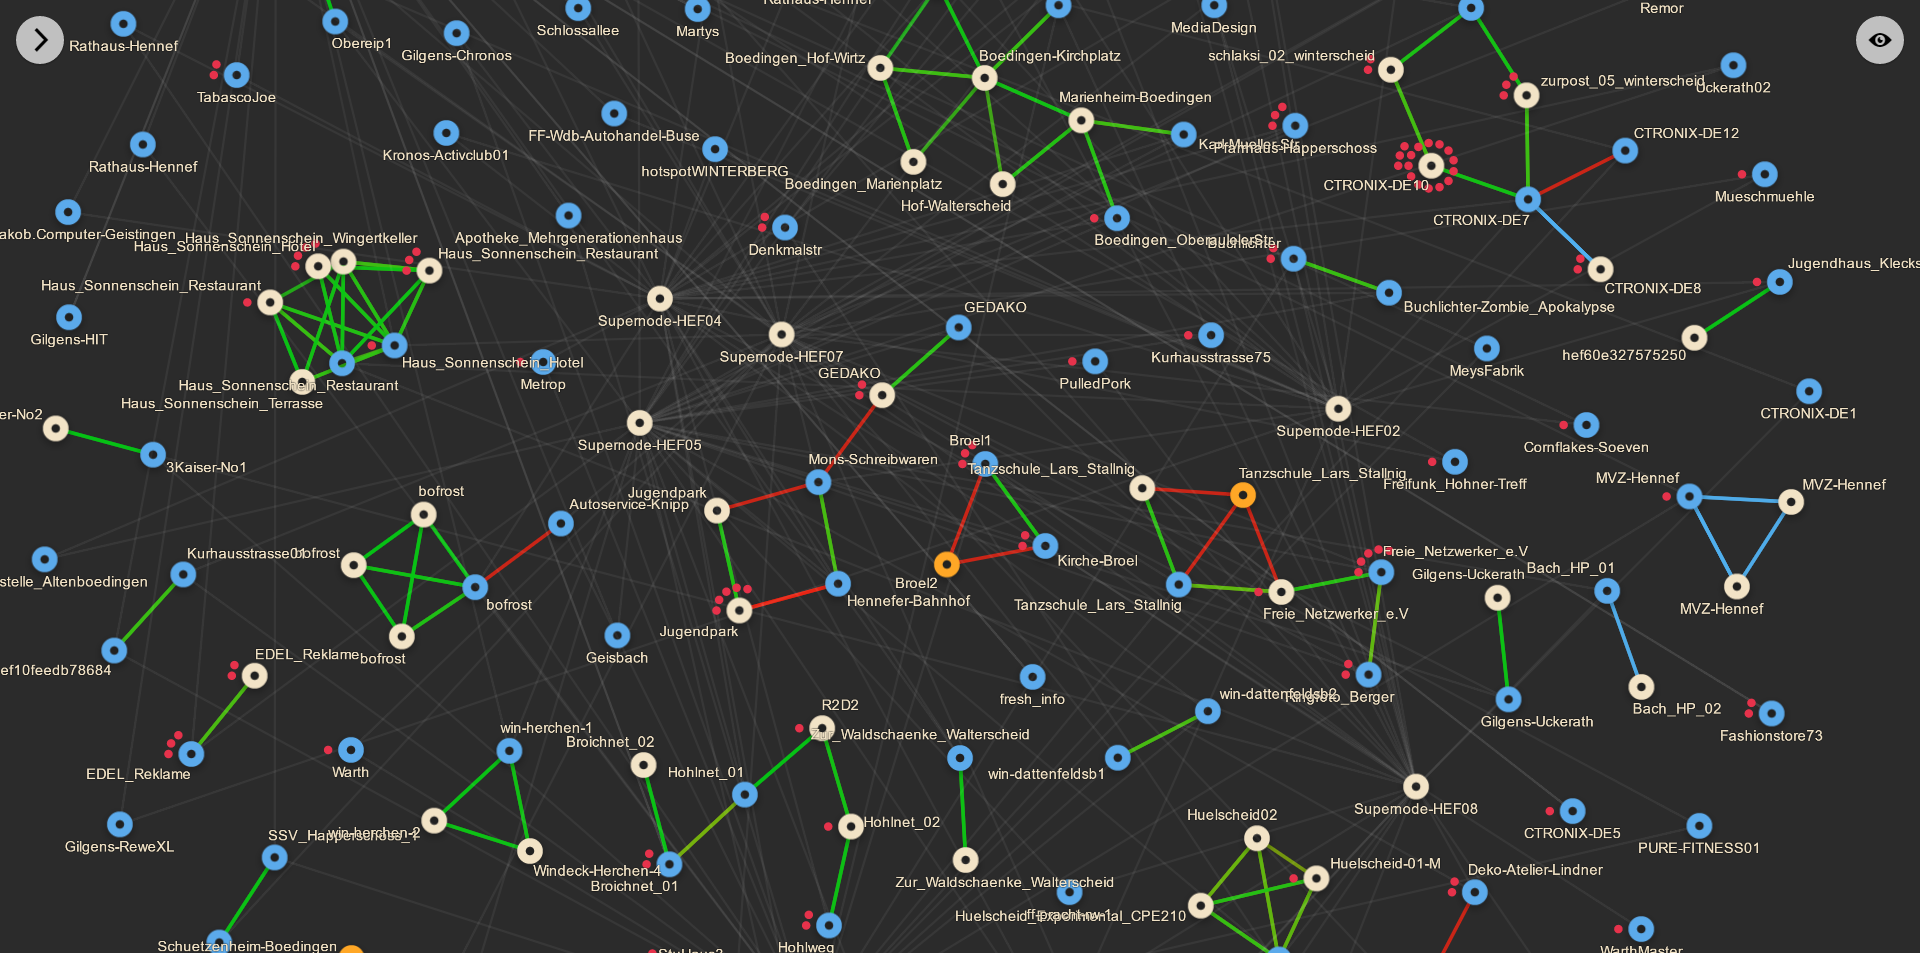 Rathaus-Hennef
Obereip1
Gilgens-Chronos
Schlossallee
Martys
Rathaus-Hennef
MediaDesign
Remor
Boedingen_Hof-Wirtz
Boedingen-Kirchplatz
schlaksi_02_winterscheid
zurpost_05_winterscheid
Uckerath02
TabascoJoe
Marienheim-Boedingen
FF-Wdb-Autohandel-Buse
Kronos-Activclub01
hotspotWINTERBERG
Karl-Mueller-Str
Pfarrhaus-Happerschoss
CTRONIX-DE12
Rathaus-Hennef
Boedingen_Marienplatz
Hof-Walterscheid
CTRONIX-DE10
Mueschmuehle
CTRONIX-DE7
akob.Computer-Geistingen
Haus_Sonnenschein_Wingertkeller
Haus_Sonnenschein_Hotel
Haus_Sonnenschein_Restaurant
Apotheke_Mehrgenerationenhaus
Denkmalstr
Buchlichter
Jugendhaus_Klecks
Haus_Sonnenschein_Restaurant
CTRONIX-DE8
Supernode-HEF04
GEDAKO
Buchlichter-Zombie_Apokalypse
Gilgens-HIT
Supernode-HEF07
Kurhausstrasse75
hef60e327575250
Haus_Sonnenschein_Hotel
GEDAKO
MeysFabrik
Haus_Sonnenschein_Restaurant
Metrop
PulledPork
Haus_Sonnenschein_Terrasse
CTRONIX-DE1
er-No2
Supernode-HEF05
Supernode-HEF02
Broel1
Cornflakes-Soeven
3Kaiser-No1
Mons-Schreibwaren
Tanzschule_Lars_Stallnig
Tanzschule_Lars_Stallnig
Freifunk_Hohner-Treff
MVZ-Hennef
MVZ-Hennef
bofrost
Jugendpark
Autoservice-Knipp
Kurhausstrasse01
bofrost
Kirche-Broel
Freie_Netzwerker_e.V
Gilgens-Uckerath
Bach_HP_01
stelle_Altenboedingen
Broel2
bofrost
Hennefer-Bahnhof
Tanzschule_Lars_Stallnig
Freie_Netzwerker_e.V
MVZ-Hennef
Jugendpark
EDEL_Reklame
bofrost
Geisbach
ef10feedb78684
fresh_info
win-dattenfeldsb2
Ringfoto_Berger
Bach_HP_02
R2D2
Gilgens-Uckerath
win-herchen-1
Zur_Waldschaenke_Walterscheid
Fashionstore73
Broichnet_02
EDEL_Reklame
Warth
Hohlnet_01
win-dattenfeldsb1
Supernode-HEF08
Huelscheid02
Hohlnet_02
SSV_Happerschoss_1
win-herchen-2
CTRONIX-DE5
Gilgens-ReweXL
PURE-FITNESS01
Huelscheid-01-M
Windeck-Herchen-4
Deko-Atelier-Lindner
Broichnet_01
Zur_Waldschaenke_Walterscheid
Schuetzenheim-Boedingen
Hohlweg
WarthMaster